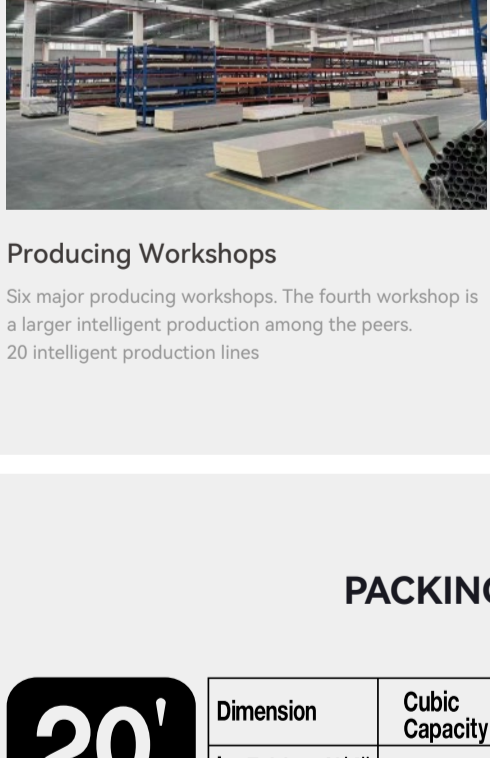 Producing Workshops
Six major producing workshops. The fourth workshop is
a larger intelligent production among the peers.
20 intelligent production lines
20'
Dimension
Cubic
Capacity